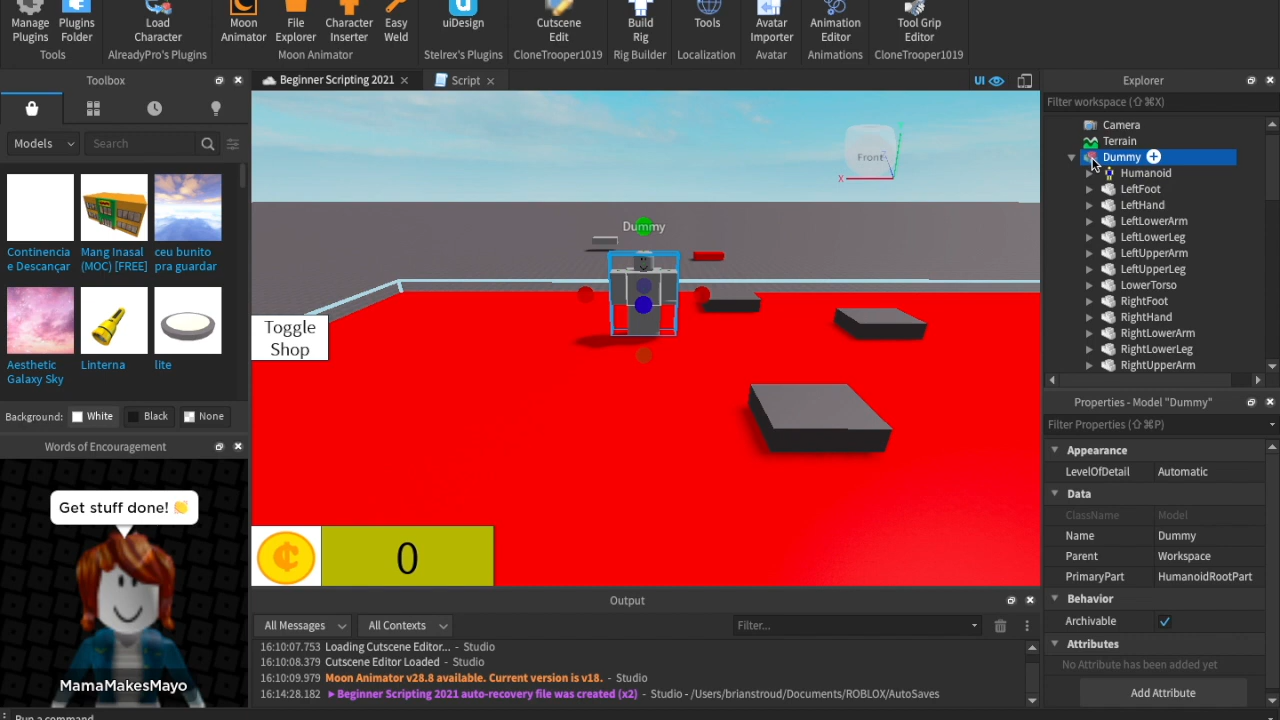 Manage
Plugins
Plugins
Folder
Load
Character
Moon
Animator
File
Explorer
Character
Inserter
Easy
Weld
uiDesign
Cutscene
Edit
Build
Rig
Tools
Avatar
Importer
Animation
Editor
Tool Grip
Editor
Tools
AlreadyPro's Plugins
Moon Animator
Stelrex's Plugins
CloneTrooper1019
Rig Builder
Localization
Avatar
Animations
CloneTrooper1019
Toolbox
Models
Search
Continencia
e Descançar
Mang Inasal
(MOC) [FREE]
ceu bunito
pra guardar
Aesthetic
Galaxy Sky
Linterna
lite
Background:
White
Black
None
Words of Encouragement
Get stuff done! 👏
MamaMakesMayo
Beginner Scripting 2021
Script
UI
Front
X
Dummy
Toggle
Shop
0
Output
All Messages
All Contexts
Filter...
16:10:07.753 Loading Cutscene Editor... - Studio
16:10:08.379 Cutscene Editor Loaded - Studio
16:10:09.979 Moon Animator v28.8 available. Current version is v18. - Studio
16:14:28.182 ▶Beginner Scripting 2021 auto-recovery file was created (x2) - Studio - /Users/brianstroud/Documents/ROBLOX/AutoSaves
Run a command
Explorer
Filter workspace (⇧⌘X)
Camera
Terrain
Dummy
Humanoid
LeftFoot
LeftHand
LeftLowerArm
LeftLowerLeg
LeftUpperArm
LeftUpperLeg
LowerTorso
RightFoot
RightHand
RightLowerArm
RightLowerLeg
RightUpperArm
Properties - Model "Dummy"
Filter Properties (⇧⌘P)
Appearance
LevelOfDetail Automatic
Data
ClassName Model
Name Dummy
Parent Workspace
PrimaryPart HumanoidRootPart
Behavior
Archivable
Attributes
No Attribute has been added yet
Add Attribute